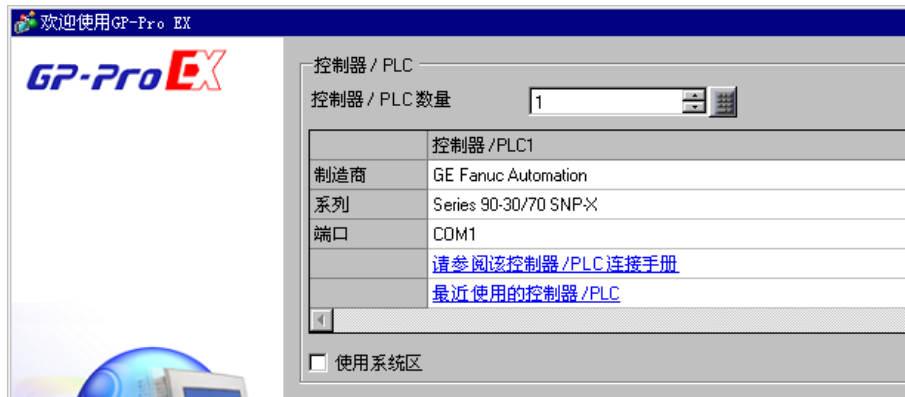 欢迎使用GP-Pro EX
GP-Pro EX
控制器 / PLC
控制器 / PLC 数量 1
控制器 /PLC1
制造商 GE Fanuc Automation
系列 Series 90-30/70 SNP-X
端口 COM1
请参阅该控制器 /PLC 连接手册
最近使用的控制器 /PLC
使用系统区